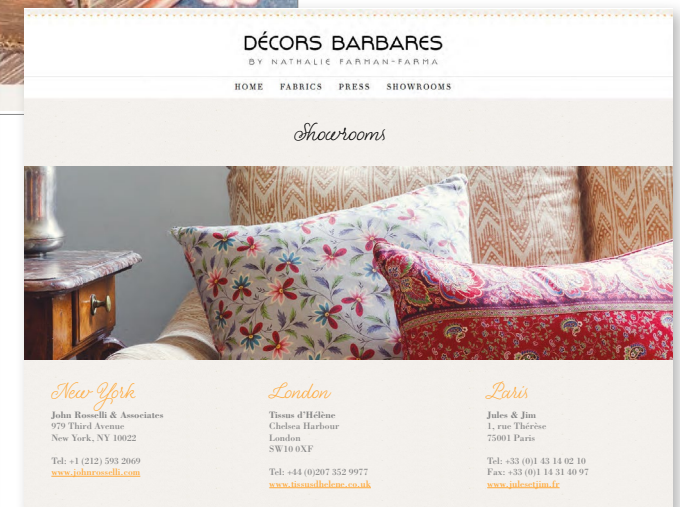 DÉCORS BARBARES
BY NATHALIE FARMAN-FARMA
HOME FABRICS PRESS SHOWROOMS
Showrooms
New York
John Rosselli & Associates
979 Third Avenue
New York, NY 10022
Tel: +1 (212) 593 2069
www.johnrosselli.com
London
Tissus d'Hélène
Chelsea Harbour
London
SW10 0XF
Tel: +44 (0)207 352 9977
www.tissusdhelene.co.uk
Paris
Jules & Jim
1, rue Thérèse
75001 Paris
Tel: +33 (0)1 43 14 02 10
Fax: +33 (0)1 14 31 40 97
www.julesetjim.fr